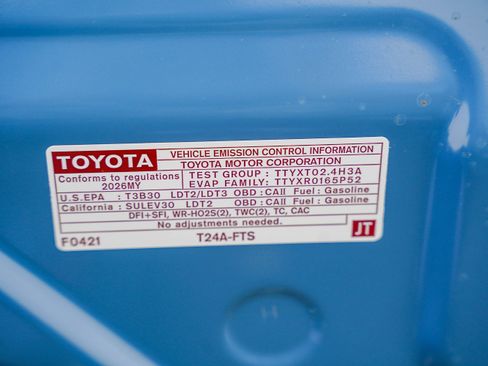 TOYOTA VEHICLE EMISSION CONTROL INFORMATION
TOYOTA MOTOR CORPORATION
Conforms to regulations
2026MY
TEST GROUP : TTYXT02.4H3A
EVAP FAMILY: TTYXR0165P52
U.S.EPA : T3B30 LDT2/LDT3 OBD :CAII Fuel : Gasoline
California : SULEV30 LDT2 OBD :CAII Fuel : Gasoline
DFI+SFI, WR-HO2S(2), TWC(2), TC, CAC
No adjustments needed.
F0421 T24A-FTS JT